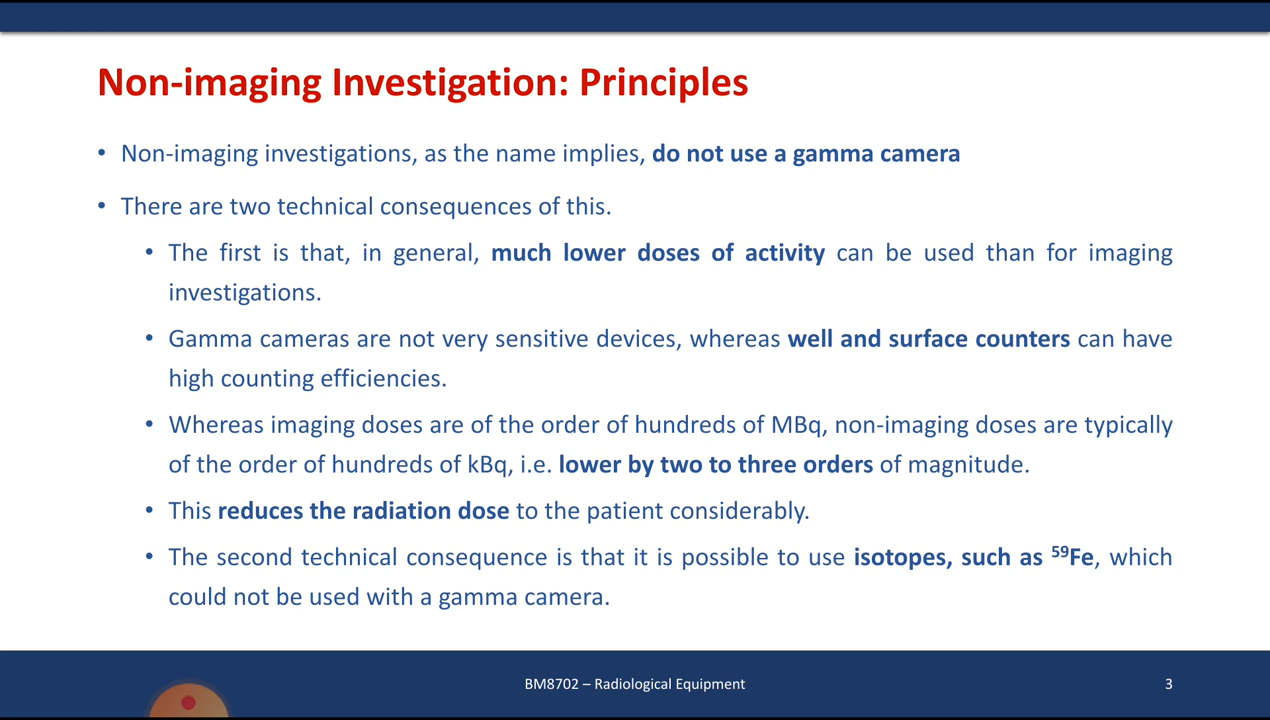 Non-imaging Investigation: Principles
• Non-imaging investigations, as the name implies, do not use a gamma camera
• There are two technical consequences of this.
• The first is that, in general, much lower doses of activity can be used than for imaging
investigations.
• Gamma cameras are not very sensitive devices, whereas well and surface counters can have
high counting efficiencies.
• Whereas imaging doses are of the order of hundreds of MBq, non-imaging doses are typically
of the order of hundreds of kBq, i.e. lower by two to three orders of magnitude.
• This reduces the radiation dose to the patient considerably.
• The second technical consequence is that it is possible to use isotopes, such as ⁵⁹Fe, which
could not be used with a gamma camera.
BM8702 – Radiological Equipment
3